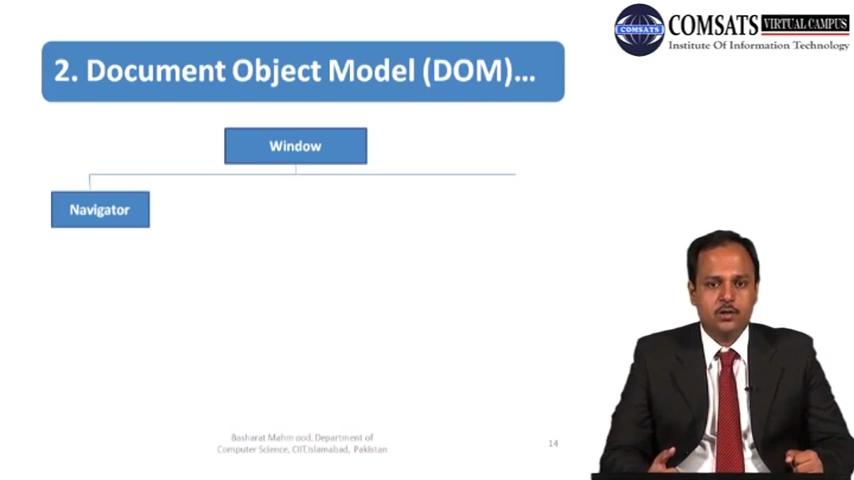 COMSATS VIRTUAL CAMPUS
COMSATS
Institute Of Information Technology
2. Document Object Model (DOM)...
Window
Navigator
Basharat Mahmood, Department of
Computer Science, CIIT,Islamabad, Pakistan
14